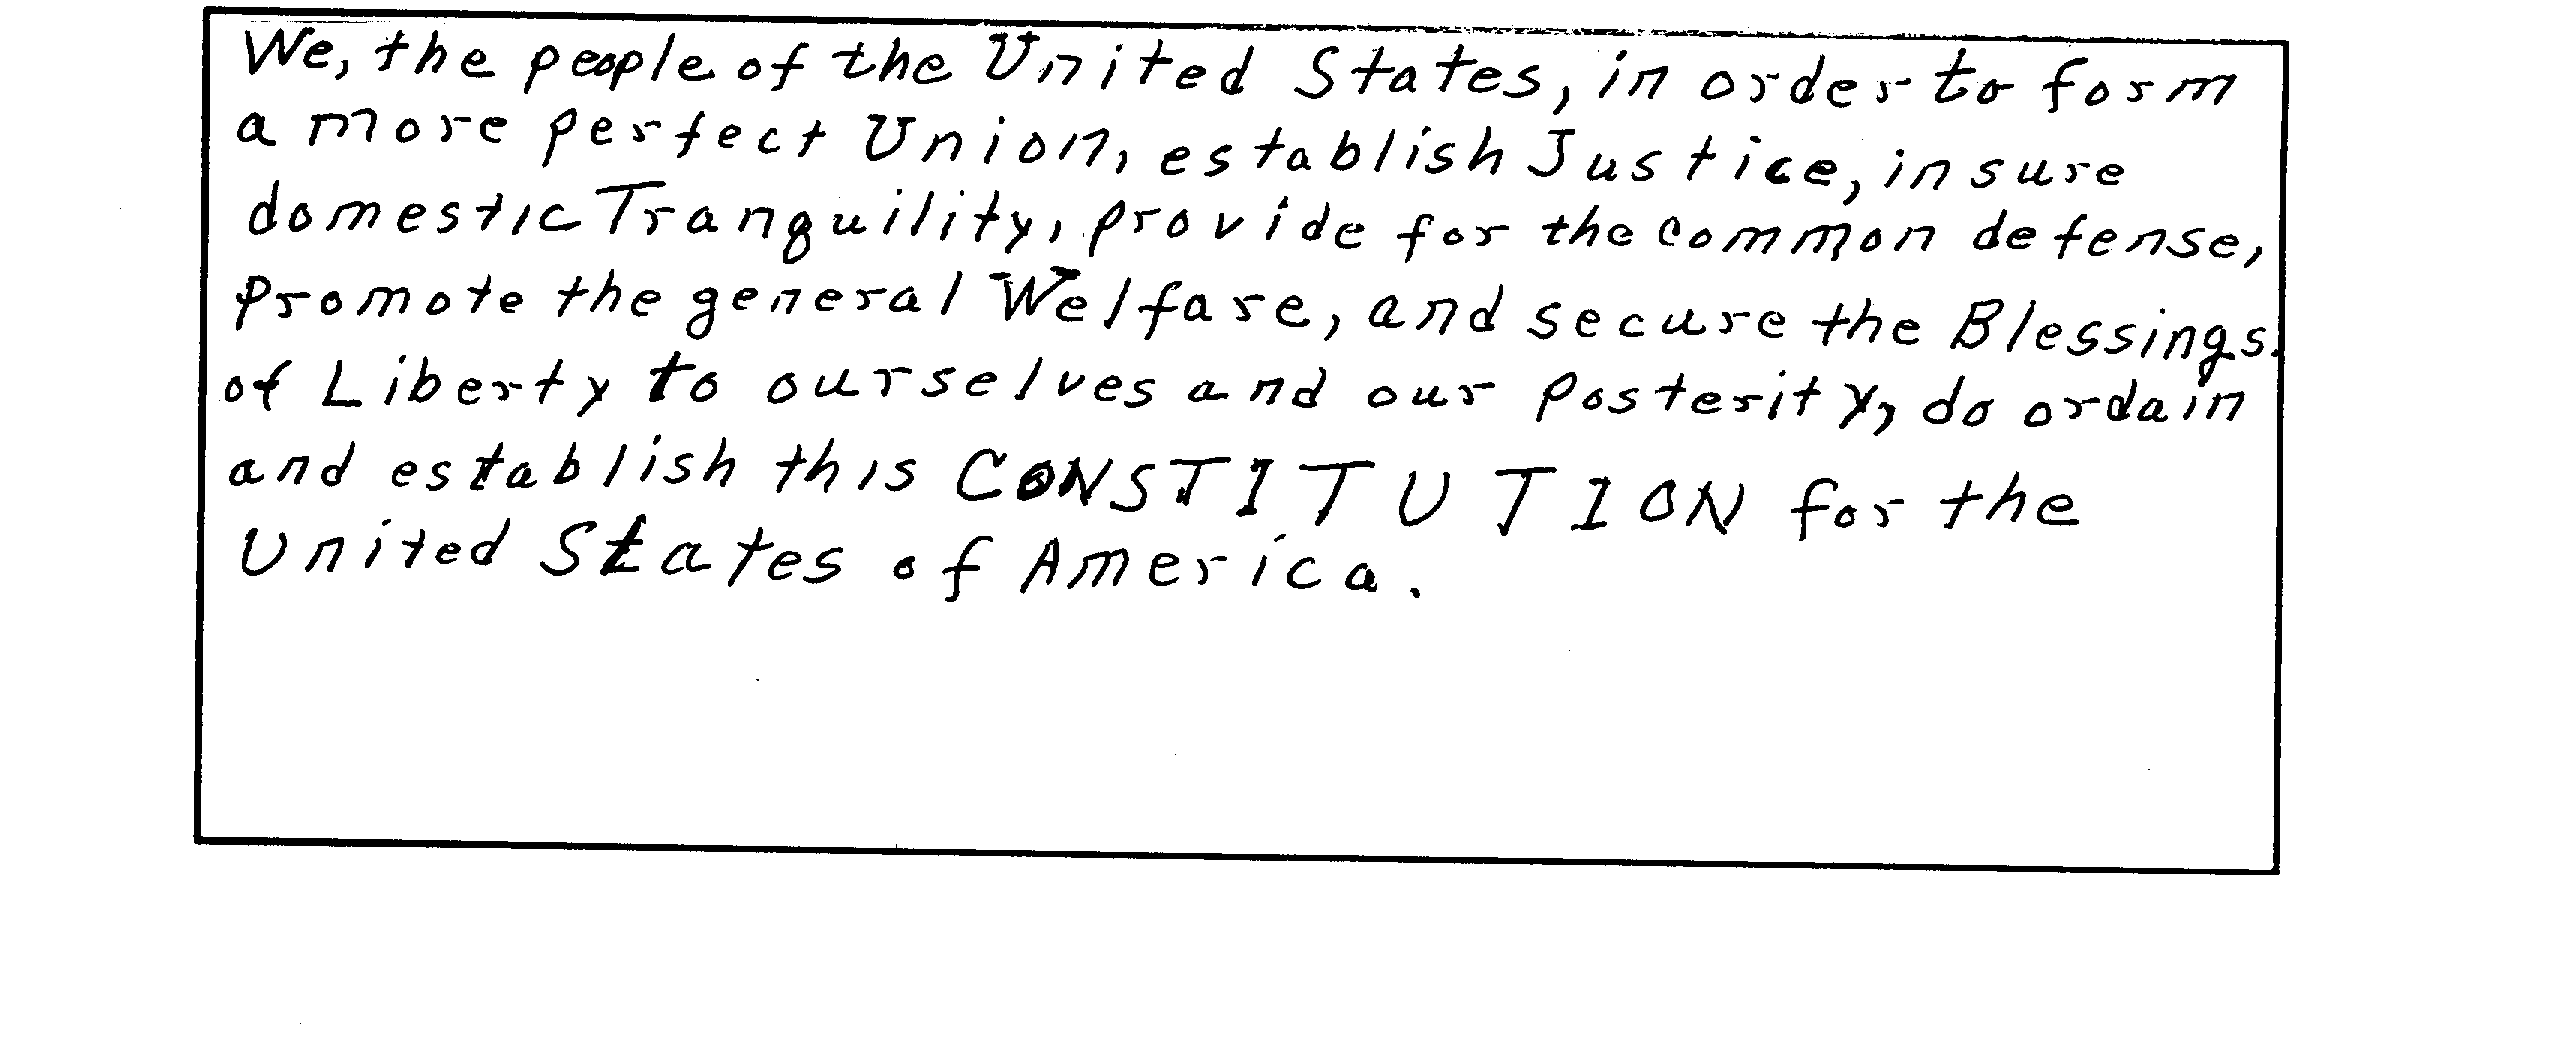 We, the people of the United States, in order to form
a more perfect Union, establish Justice, insure
domestic Tranquility, provide for the common defense,
promote the general Welfare, and secure the Blessings
of Liberty to ourselves and our posterity, do ordain
and establish this CONSTITUTION for the
United States of America.